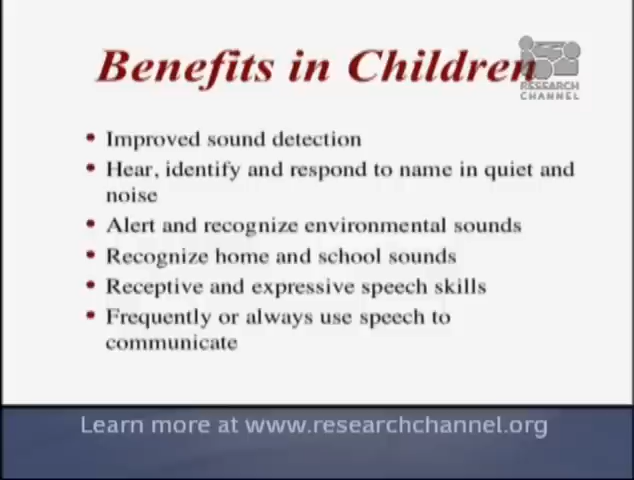 Benefits in Children
RESEARCH
CHANNEL
• Improved sound detection
• Hear, identify and respond to name in quiet and
noise
• Alert and recognize environmental sounds
• Recognize home and school sounds
• Receptive and expressive speech skills
• Frequently or always use speech to
communicate
Learn more at www.researchchannel.org